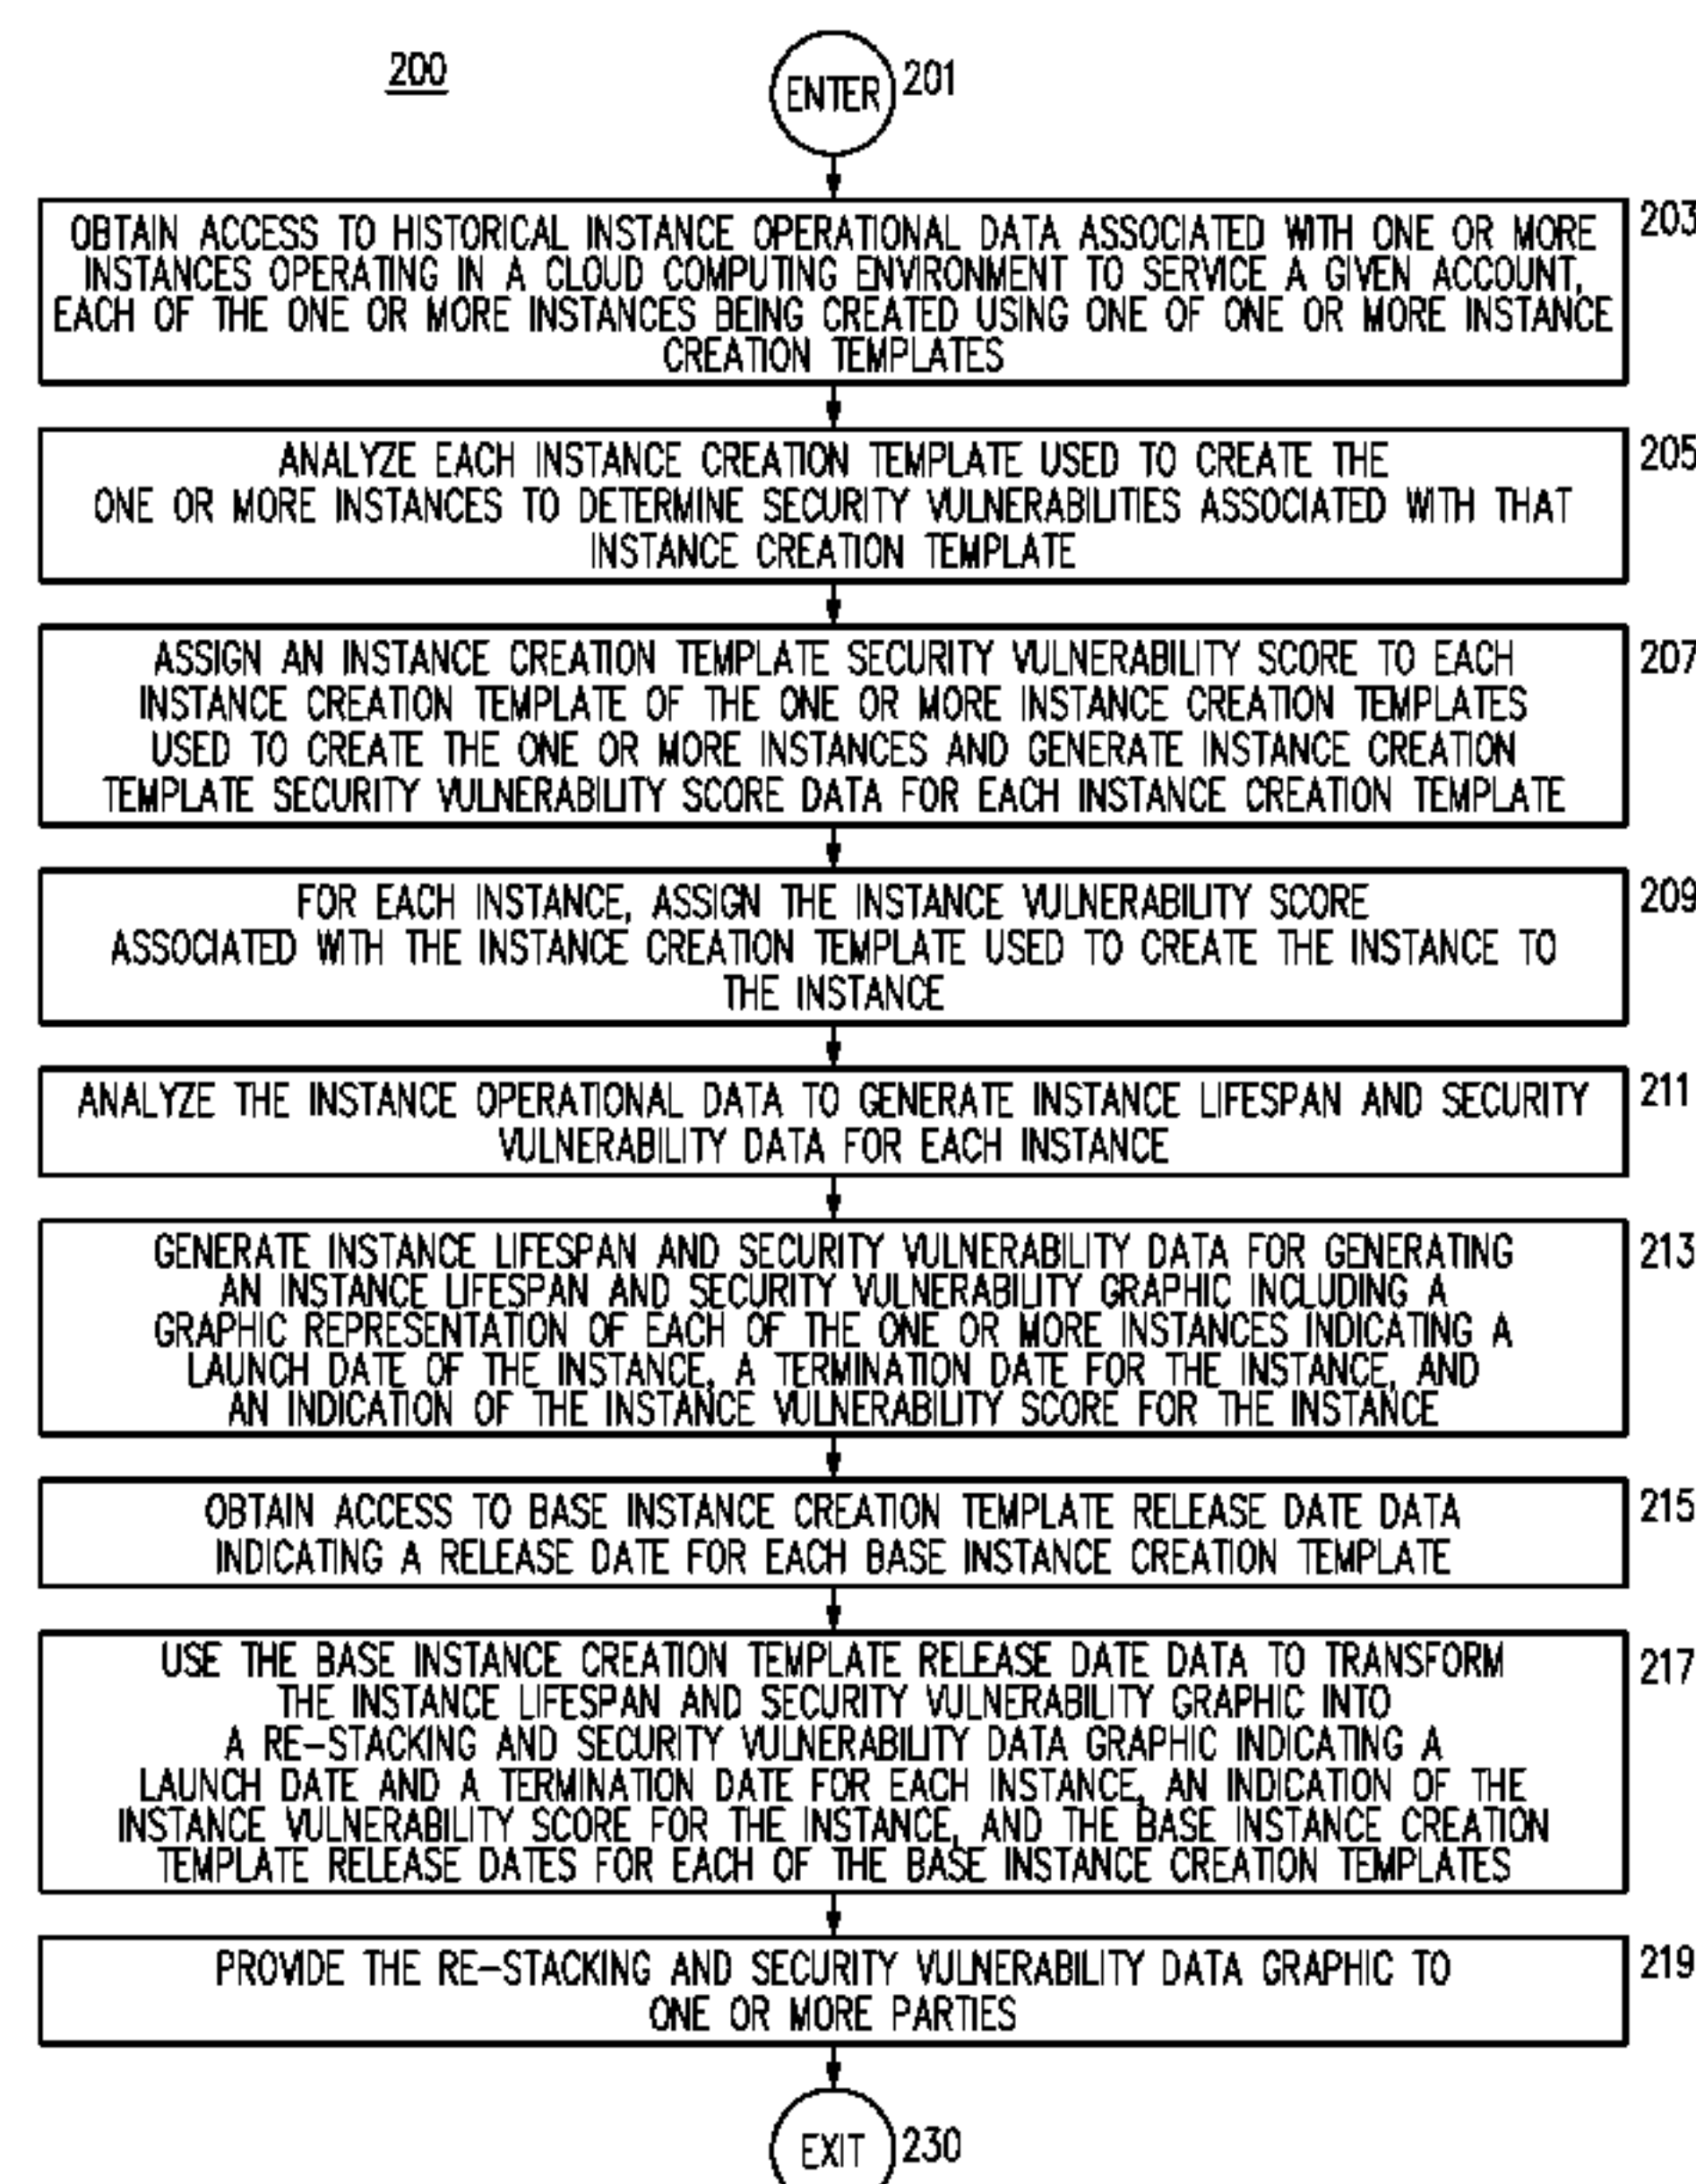 200
ENTER 201
203
OBTAIN ACCESS TO HISTORICAL INSTANCE OPERATIONAL DATA ASSOCIATED WITH ONE OR MORE
INSTANCES OPERATING IN A CLOUD COMPUTING ENVIRONMENT TO SERVICE A GIVEN ACCOUNT,
EACH OF THE ONE OR MORE INSTANCES BEING CREATED USING ONE OF ONE OR MORE INSTANCE
CREATION TEMPLATES
205
ANALYZE EACH INSTANCE CREATION TEMPLATE USED TO CREATE THE
ONE OR MORE INSTANCES TO DETERMINE SECURITY VULNERABILITIES ASSOCIATED WITH THAT
INSTANCE CREATION TEMPLATE
207
ASSIGN AN INSTANCE CREATION TEMPLATE SECURITY VULNERABILITY SCORE TO EACH
INSTANCE CREATION TEMPLATE OF THE ONE OR MORE INSTANCE CREATION TEMPLATES
USED TO CREATE THE ONE OR MORE INSTANCES AND GENERATE INSTANCE CREATION
TEMPLATE SECURITY VULNERABILITY SCORE DATA FOR EACH INSTANCE CREATION TEMPLATE
209
FOR EACH INSTANCE, ASSIGN THE INSTANCE VULNERABILITY SCORE
ASSOCIATED WITH THE INSTANCE CREATION TEMPLATE USED TO CREATE THE INSTANCE TO
THE INSTANCE
211
ANALYZE THE INSTANCE OPERATIONAL DATA TO GENERATE INSTANCE LIFESPAN AND SECURITY
VULNERABILITY DATA FOR EACH INSTANCE
213
GENERATE INSTANCE LIFESPAN AND SECURITY VULNERABILITY DATA FOR GENERATING
AN INSTANCE LIFESPAN AND SECURITY VULNERABILITY GRAPHIC INCLUDING A
GRAPHIC REPRESENTATION OF EACH OF THE ONE OR MORE INSTANCES INDICATING A
LAUNCH DATE OF THE INSTANCE, A TERMINATION DATE FOR THE INSTANCE, AND
AN INDICATION OF THE INSTANCE VULNERABILITY SCORE FOR THE INSTANCE
215
OBTAIN ACCESS TO BASE INSTANCE CREATION TEMPLATE RELEASE DATE DATA
INDICATING A RELEASE DATE FOR EACH BASE INSTANCE CREATION TEMPLATE
217
USE THE BASE INSTANCE CREATION TEMPLATE RELEASE DATE DATA TO TRANSFORM
THE INSTANCE LIFESPAN AND SECURITY VULNERABILITY GRAPHIC INTO
A RE-STACKING AND SECURITY VULNERABILITY DATA GRAPHIC INDICATING A
LAUNCH DATE AND A TERMINATION DATE FOR EACH INSTANCE, AN INDICATION OF THE
INSTANCE VULNERABILITY SCORE FOR THE INSTANCE, AND THE BASE INSTANCE CREATION
TEMPLATE RELEASE DATES FOR EACH OF THE BASE INSTANCE CREATION TEMPLATES
219
PROVIDE THE RE-STACKING AND SECURITY VULNERABILITY DATA GRAPHIC TO
ONE OR MORE PARTIES
EXIT 230